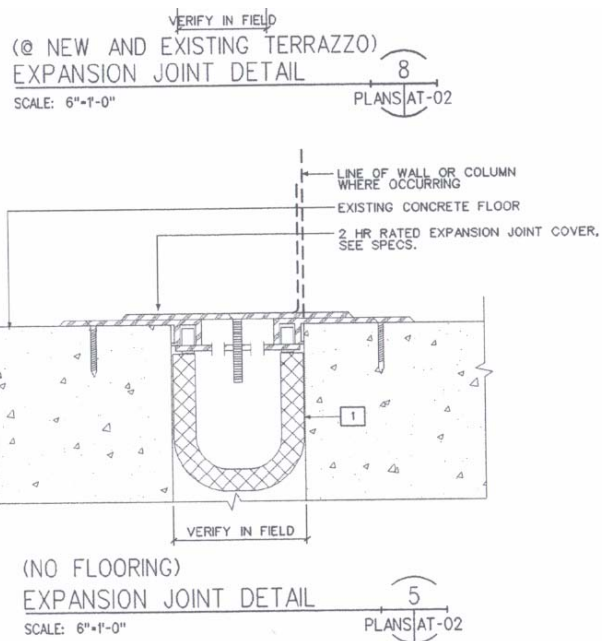 VERIFY IN FIELD
(@ NEW AND EXISTING TERRAZZO)
EXPANSION JOINT DETAIL
8
SCALE: 6"=1'-0"
PLANS AT-02
LINE OF WALL OR COLUMN
WHERE OCCURRING
EXISTING CONCRETE FLOOR
2 HR RATED EXPANSION JOINT COVER,
SEE SPECS.
1
VERIFY IN FIELD
(NO FLOORING)
EXPANSION JOINT DETAIL
5
SCALE: 6"=1'-0"
PLANS AT-02